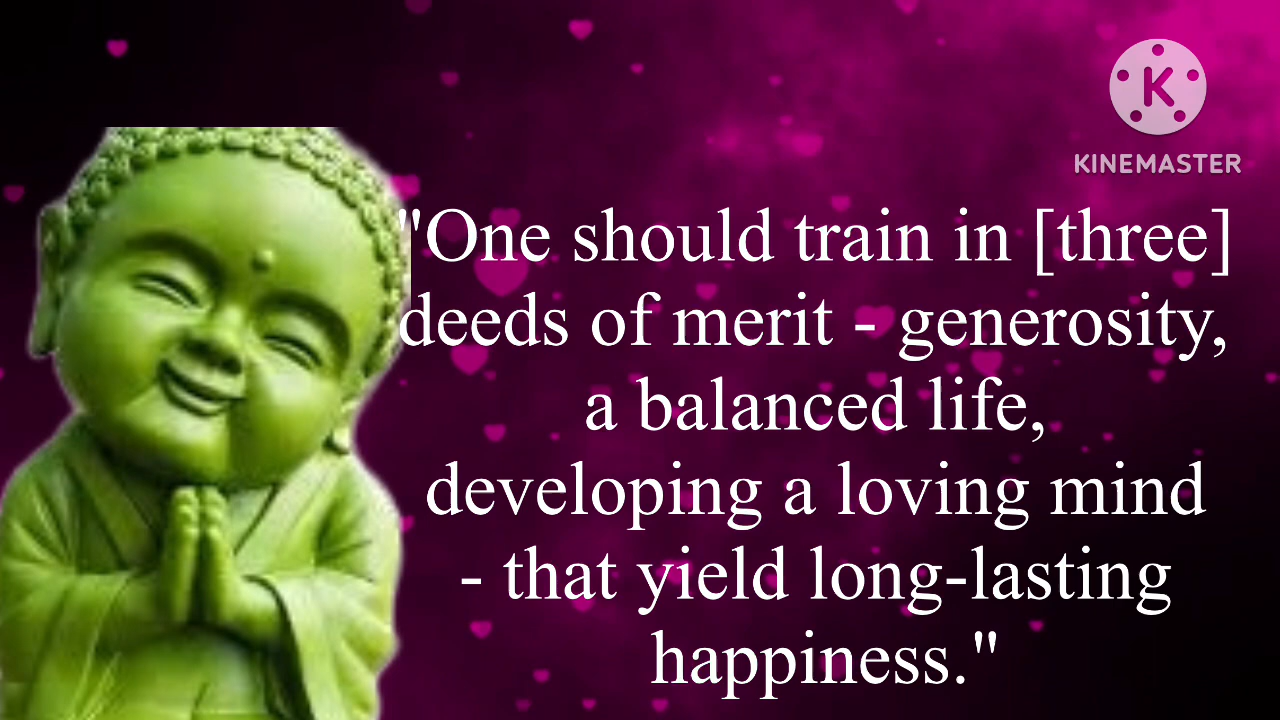 K
KINEMASTER
"One should train in [three]
deeds of merit - generosity,
a balanced life,
developing a loving mind
- that yield long-lasting
happiness."